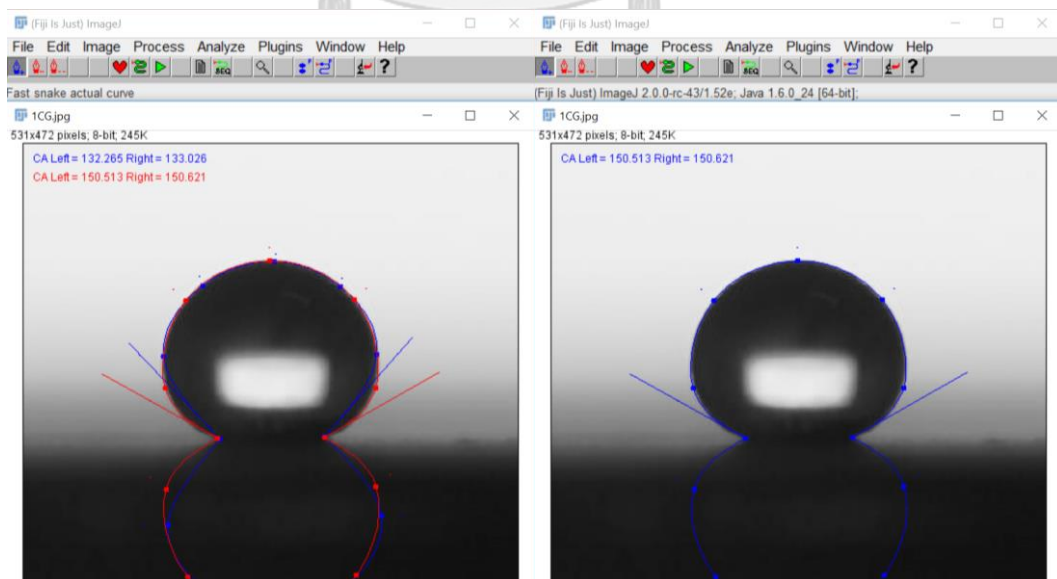 (Fiji Is Just) ImageJ
File Edit Image Process Analyze Plugins Window Help
SEQ ?
Fast snake actual curve
1CG.jpg
531x472 pixels; 8-bit; 245K
CA Left = 132.265 Right = 133.026
CA Left = 150.513 Right = 150.621
(Fiji Is Just) ImageJ
File Edit Image Process Analyze Plugins Window Help
SEQ ?
(Fiji Is Just) ImageJ 2.0.0-rc-43/1.52e; Java 1.6.0_24 [64-bit];
1CG.jpg
531x472 pixels; 8-bit; 245K
CA Left = 150.513 Right = 150.621